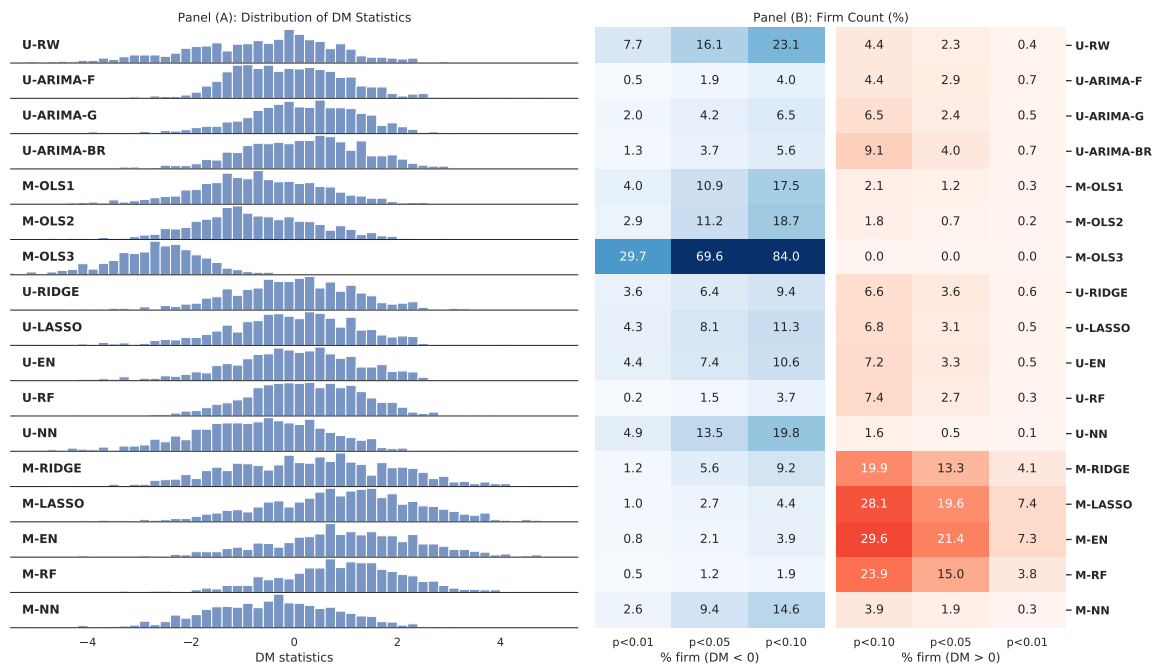 Panel (A): Distribution of DM Statistics
Panel (B): Firm Count (%)
U-RW 7.7 16.1 23.1 4.4 2.3 0.4 U-RW
U-ARIMA-F 0.5 1.9 4.0 4.4 2.9 0.7 U-ARIMA-F
U-ARIMA-G 2.0 4.2 6.5 6.5 2.4 0.5 U-ARIMA-G
U-ARIMA-BR 1.3 3.7 5.6 9.1 4.0 0.7 U-ARIMA-BR
M-OLS1 4.0 10.9 17.5 2.1 1.2 0.3 M-OLS1
M-OLS2 2.9 11.2 18.7 1.8 0.7 0.2 M-OLS2
M-OLS3 29.7 69.6 84.0 0.0 0.0 0.0 M-OLS3
U-RIDGE 3.6 6.4 9.4 6.6 3.6 0.6 U-RIDGE
U-LASSO 4.3 8.1 11.3 6.8 3.1 0.5 U-LASSO
U-EN 4.4 7.4 10.6 7.2 3.3 0.5 U-EN
U-RF 0.2 1.5 3.7 7.4 2.7 0.3 U-RF
U-NN 4.9 13.5 19.8 1.6 0.5 0.1 U-NN
M-RIDGE 1.2 5.6 9.2 19.9 13.3 4.1 M-RIDGE
M-LASSO 1.0 2.7 4.4 28.1 19.6 7.4 M-LASSO
M-EN 0.8 2.1 3.9 29.6 21.4 7.3 M-EN
M-RF 0.5 1.2 1.9 23.9 15.0 3.8 M-RF
M-NN 2.6 9.4 14.6 3.9 1.9 0.3 M-NN
−4 −2 0 2 4 p<0.01 p<0.05 p<0.10 p<0.10 p<0.05 p<0.01
DM statistics % firm (DM < 0) % firm (DM > 0)